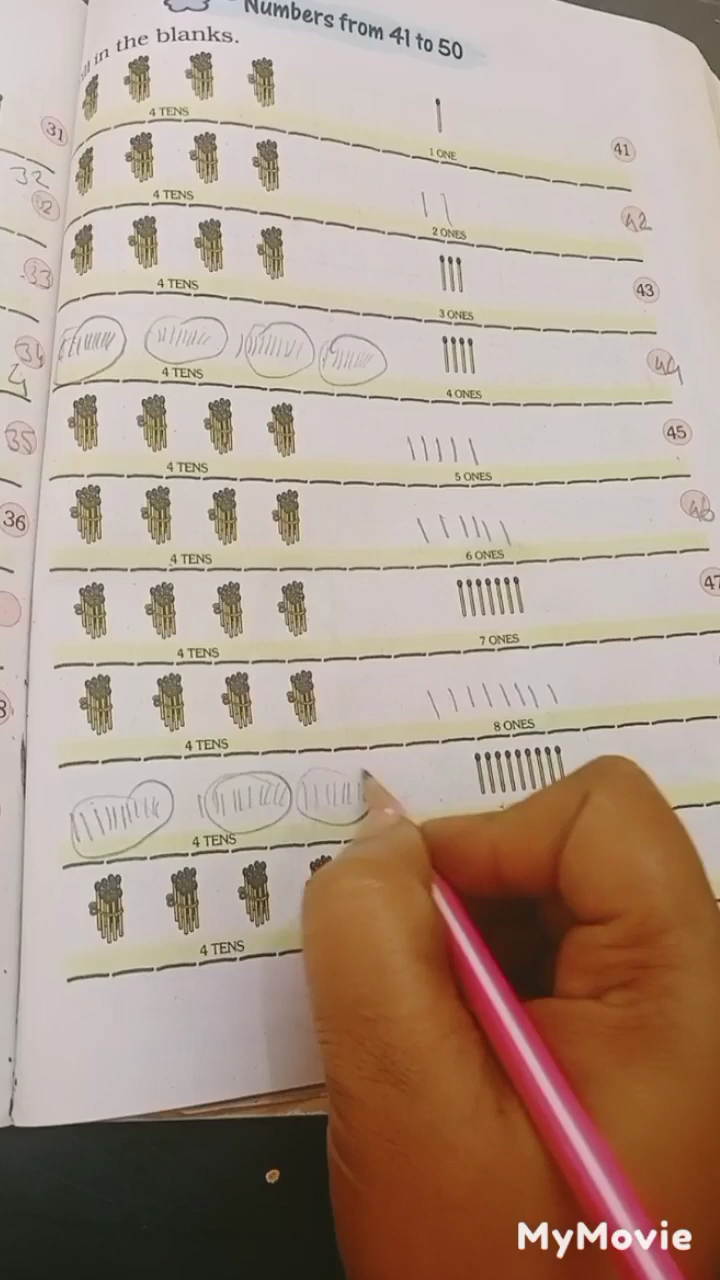 Numbers from 41 to 50
in the blanks.
4 TENS 1 ONE 41
4 TENS 2 ONES 42
4 TENS 3 ONES 43
4 TENS 4 ONES 44
4 TENS 5 ONES 45
4 TENS 6 ONES 46
4 TENS 7 ONES 47
4 TENS 8 ONES
4 TENS
4 TENS
31
32
32
33
34
35
36
MyMovie